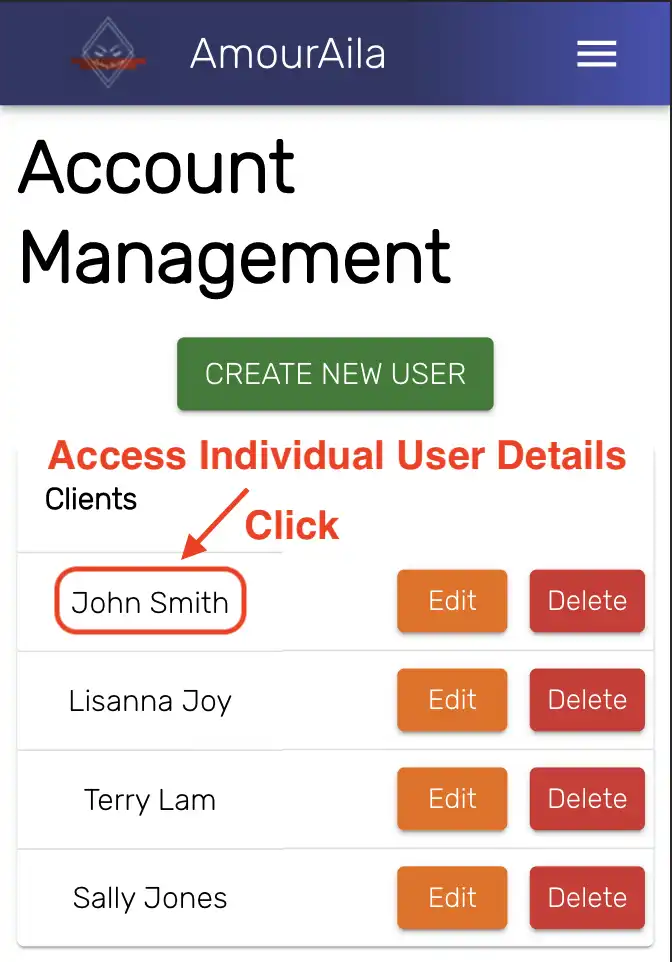 AmourAila
Account
Management
CREATE NEW USER
Access Individual User Details
Clients
Click
John Smith Edit Delete
Lisanna Joy Edit Delete
Terry Lam Edit Delete
Sally Jones Edit Delete